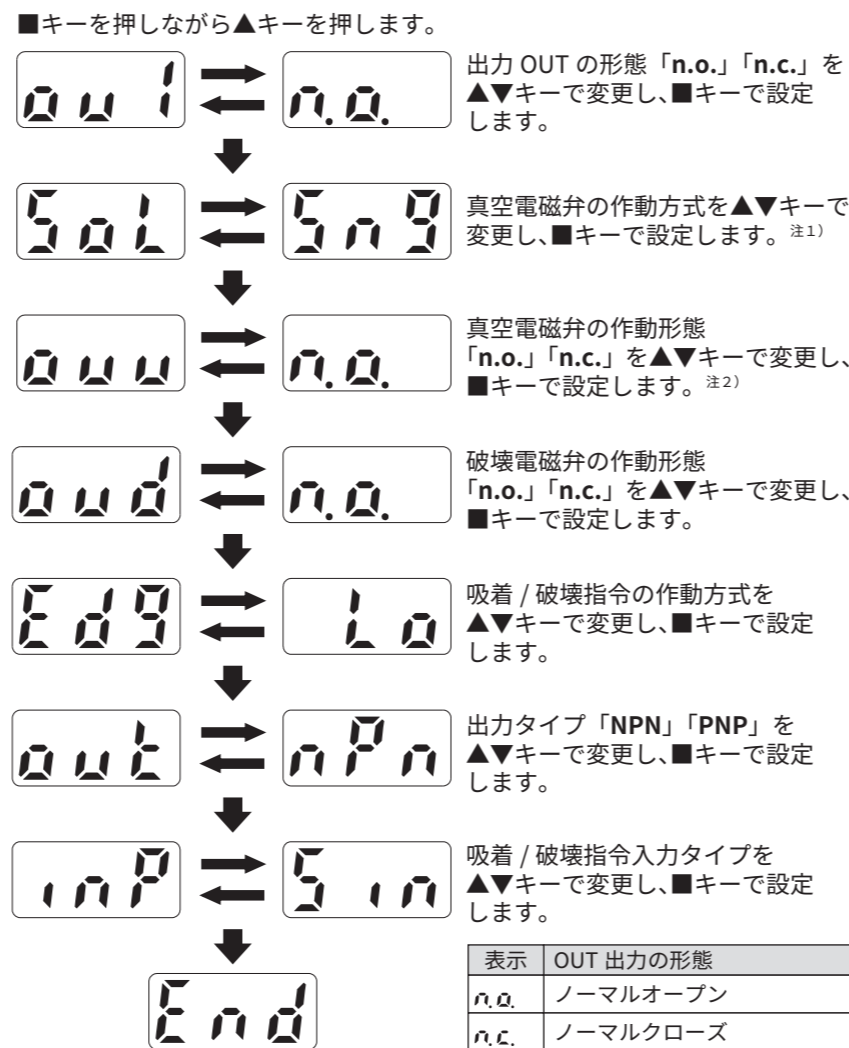 ■キーを押しながら▲キーを押します。
ou1 n.o. 出力 OUT の形態「n.o.」「n.c.」を
▲▼キーで変更し、■キーで設定
します。
SoL Sng 真空電磁弁の作動方式を▲▼キーで
変更し、■キーで設定します。注1)
ouu n.o. 真空電磁弁の作動形態
「n.o.」「n.c.」を▲▼キーで変更し、
■キーで設定します。注2)
oud n.o. 破壊電磁弁の作動形態
「n.o.」「n.c.」を▲▼キーで変更し、
■キーで設定します。
Edg Lo 吸着 / 破壊指令の作動方式を
▲▼キーで変更し、■キーで設定
します。
out nPn 出力タイプ「NPN」「PNP」を
▲▼キーで変更し、■キーで設定
します。
inP Sin 吸着 / 破壊指令入力タイプを
▲▼キーで変更し、■キーで設定
します。
End
表示 OUT 出力の形態
n.o. ノーマルオープン
n.c. ノーマルクローズ